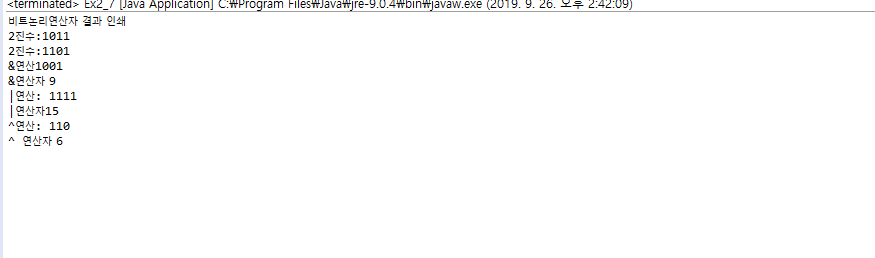 <terminated> Ex2_7 [Java Application] C:\Program Files\Java\jre-9.0.4\bin\javaw.exe (2019. 9. 26. 오후 2:42:09)
비트논리연산자 결과 인쇄
2진수:1011
2진수:1101
&연산1001
&연산자 9
|연산: 1111
|연산자15
^연산: 110
^ 연산자 6